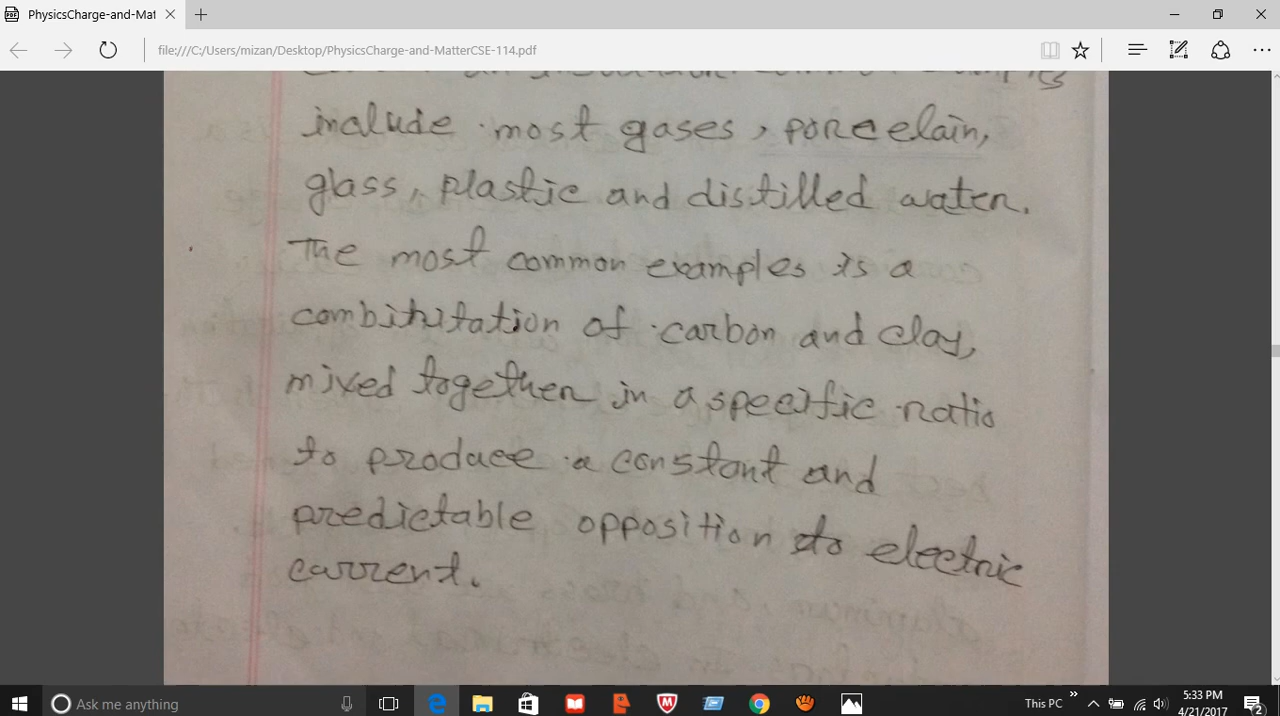 PhysicsCharge-and-Mat
file:///C:/Users/mizan/Desktop/PhysicsCharge-and-MatterCSE-114.pdf
include most gases, porcelain,
glass, plastic and distilled water.
The most common examples is a
combinitation of carbon and clay,
mixed together in a specific ratio
to produce a constant and
predictable opposition to electric
current.
Ask me anything
This PC
5:33 PM
4/21/2017
2